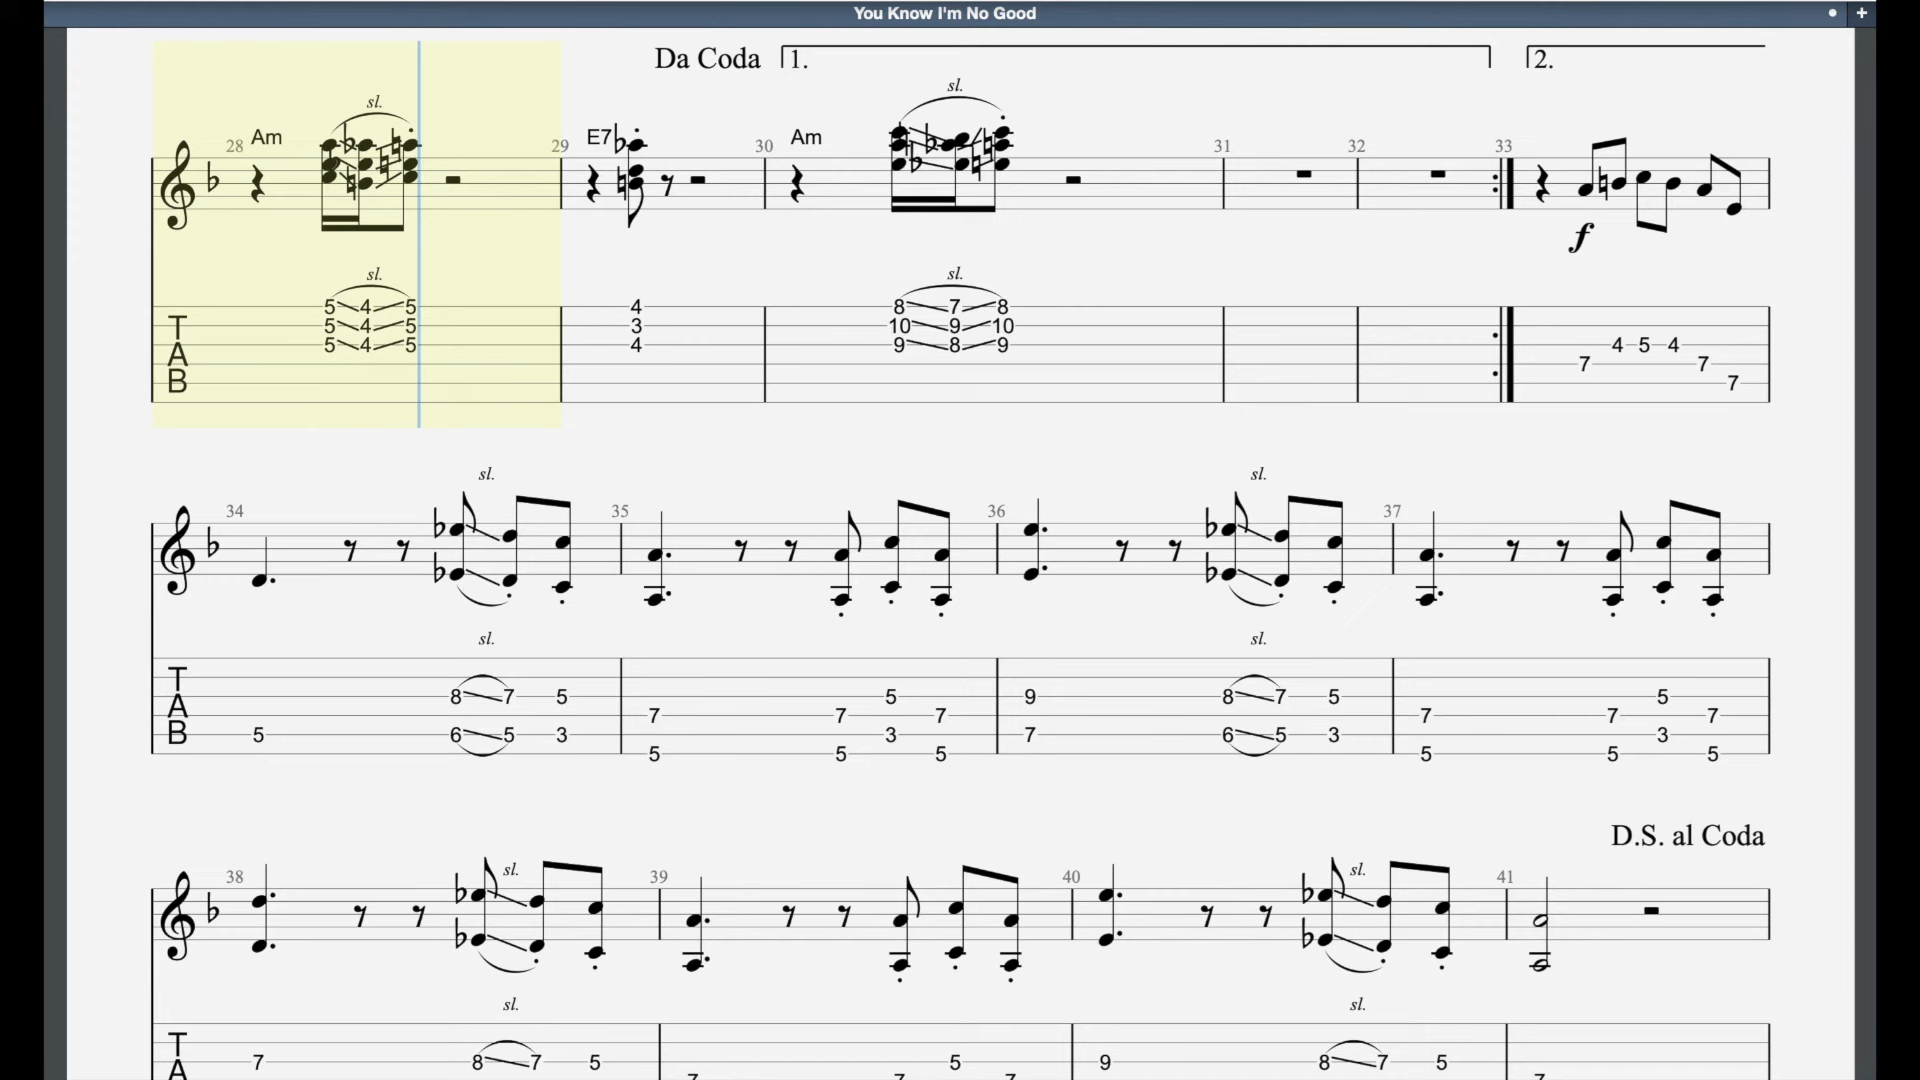 You Know I'm No Good
Da Coda 1. 2.
sl. sl.
28 Am 29 E7 30 Am 31 32 33
f
sl. sl.
5 4 5 4 8 7 8
T 5 4 5 3 10 9 10
A 5 4 5 4 9 8 9 4 5 4
7 7
B 7
sl. sl.
34 35 36 37
sl. sl.
T
8 7 5 5 9 8 7 5 5
A 7 7 7 7 7 7
B 5 6 5 3 3 7 6 5 3 3
5 5 5 5 5 5
D.S. al Coda
38 sl. 39 40 sl. 41
sl. sl.
T
7 8 7 5 5 9 8 7 5
A 7 7 7 7